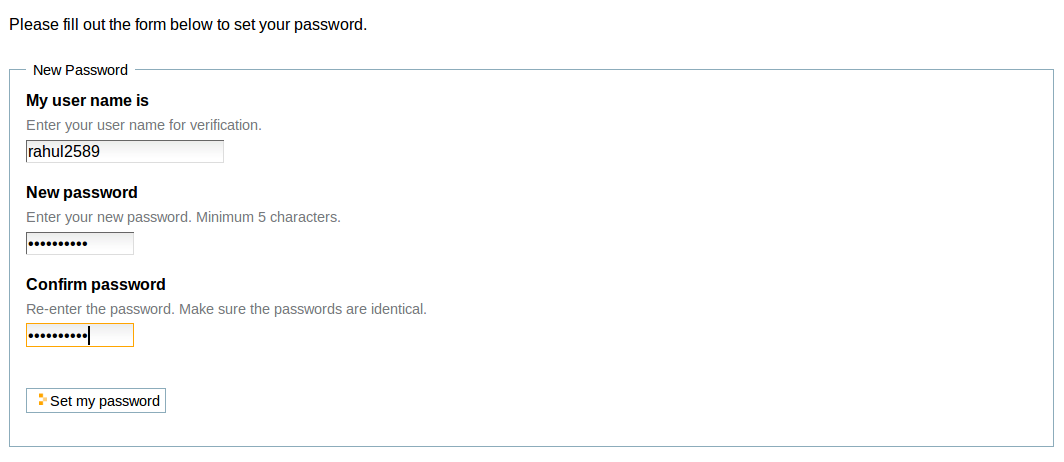 Please fill out the form below to set your password.
New Password
My user name is
Enter your user name for verification.
rahul2589
New password
Enter your new password. Minimum 5 characters.
••••••••••
Confirm password
Re-enter the password. Make sure the passwords are identical.
••••••••••
Set my password